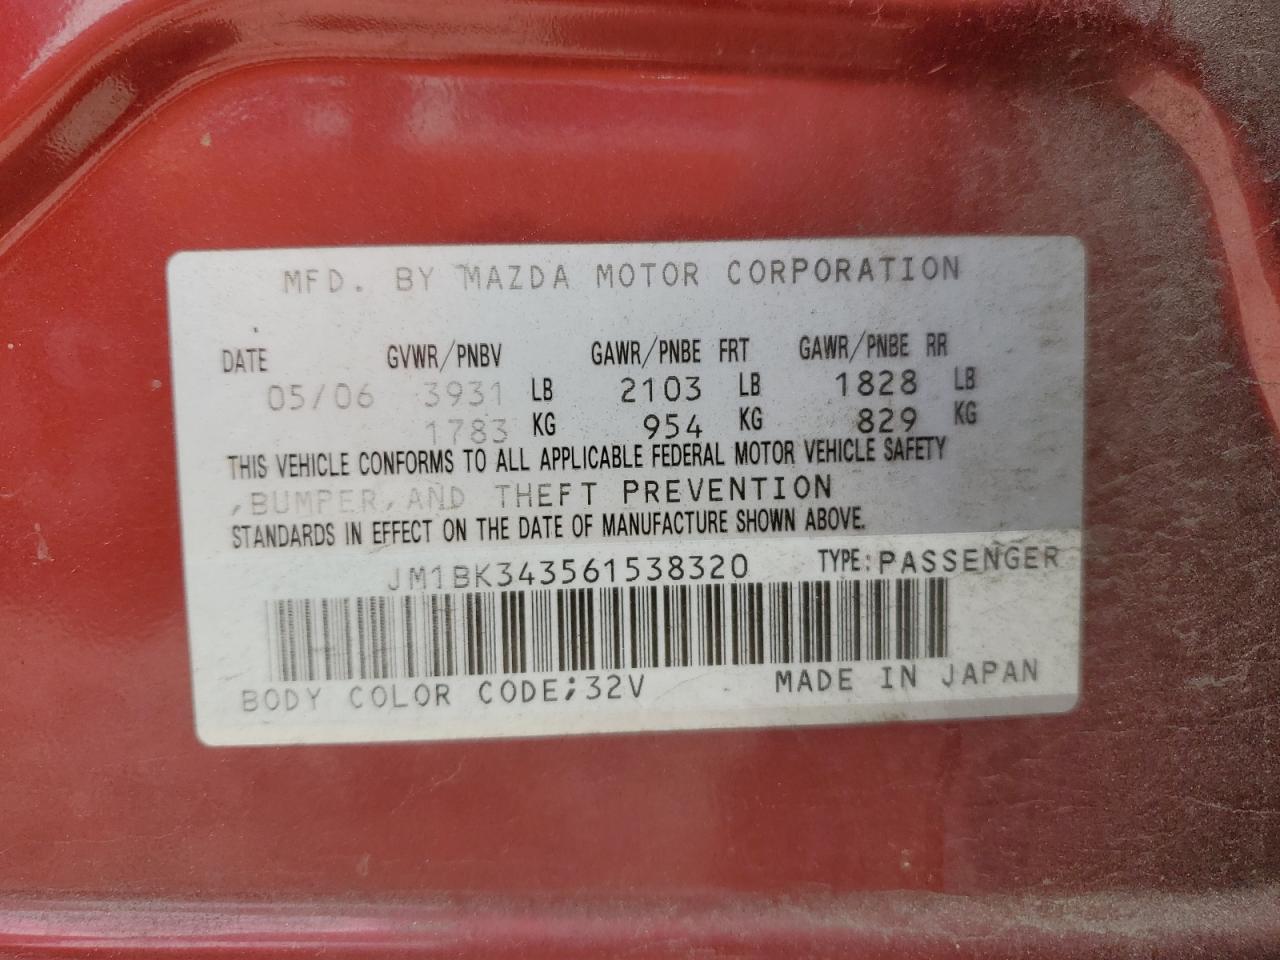 MFD. BY MAZDA MOTOR CORPORATION
DATE GVWR/PNBV GAWR/PNBE FRT GAWR/PNBE RR
05/06 3931 LB 2103 LB 1828 LB
1783 KG 954 KG 829 KG
THIS VEHICLE CONFORMS TO ALL APPLICABLE FEDERAL MOTOR VEHICLE SAFETY
,BUMPER,AND THEFT PREVENTION
STANDARDS IN EFFECT ON THE DATE OF MANUFACTURE SHOWN ABOVE.
JM1BK343561538320 TYPE:PASSENGER
BODY COLOR CODE;32V MADE IN JAPAN